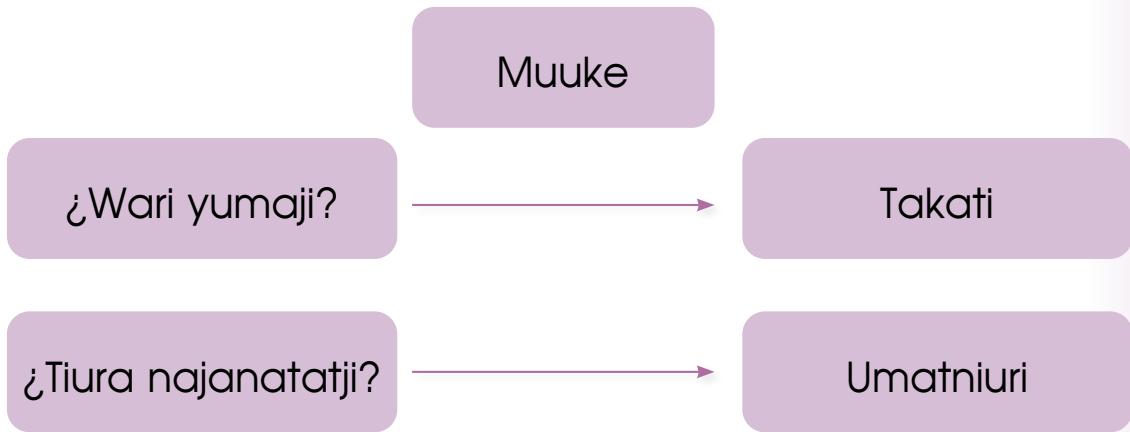 Muuke
¿Wari yumaji?
Takati
¿Tiura najanatatji?
Umatniuri